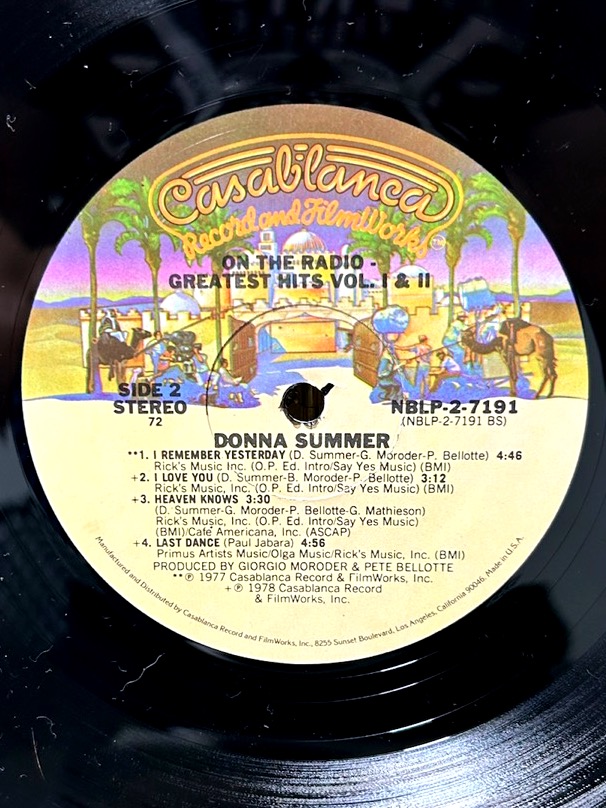 Casablanca
Record and FilmWorks
TM
ON THE RADIO -
GREATEST HITS VOL. I & II
SIDE 2
STEREO
72
NBLP-2-7191
(NBLP-2-7191 BS)
DONNA SUMMER
**1. I REMEMBER YESTERDAY (D. Summer-G. Moroder-P. Bellotte) 4:46
Rick's Music Inc. (O.P. Ed. Intro/Say Yes Music) (BMI)
+2. I LOVE YOU (D. Summer-B. Moroder-P. Bellotte) 3:12
Rick's Music, Inc. (O.P. Ed. Intro/Say Yes Music) (BMI)
+3. HEAVEN KNOWS 3:30
(D. Summer-G. Moroder-P. Bellotte-G. Mathieson)
Rick's Music, Inc. (O.P. Ed. Intro/Say Yes Music)
(BMI)/Café Americana, Inc. (ASCAP)
+4. LAST DANCE (Paul Jabara) 4:56
Primus Artists Music/Olga Music/Rick's Music, Inc. (BMI)
PRODUCED BY GIORGIO MORODER & PETE BELLOTTE
**℗ 1977 Casablanca Record & FilmWorks, Inc.
+ ℗ 1978 Casablanca Record
& FilmWorks, Inc.
Manufactured and Distributed by Casablanca Record and FilmWorks, Inc., 8255 Sunset Boulevard, Los Angeles, California 90046. Made in U.S.A.